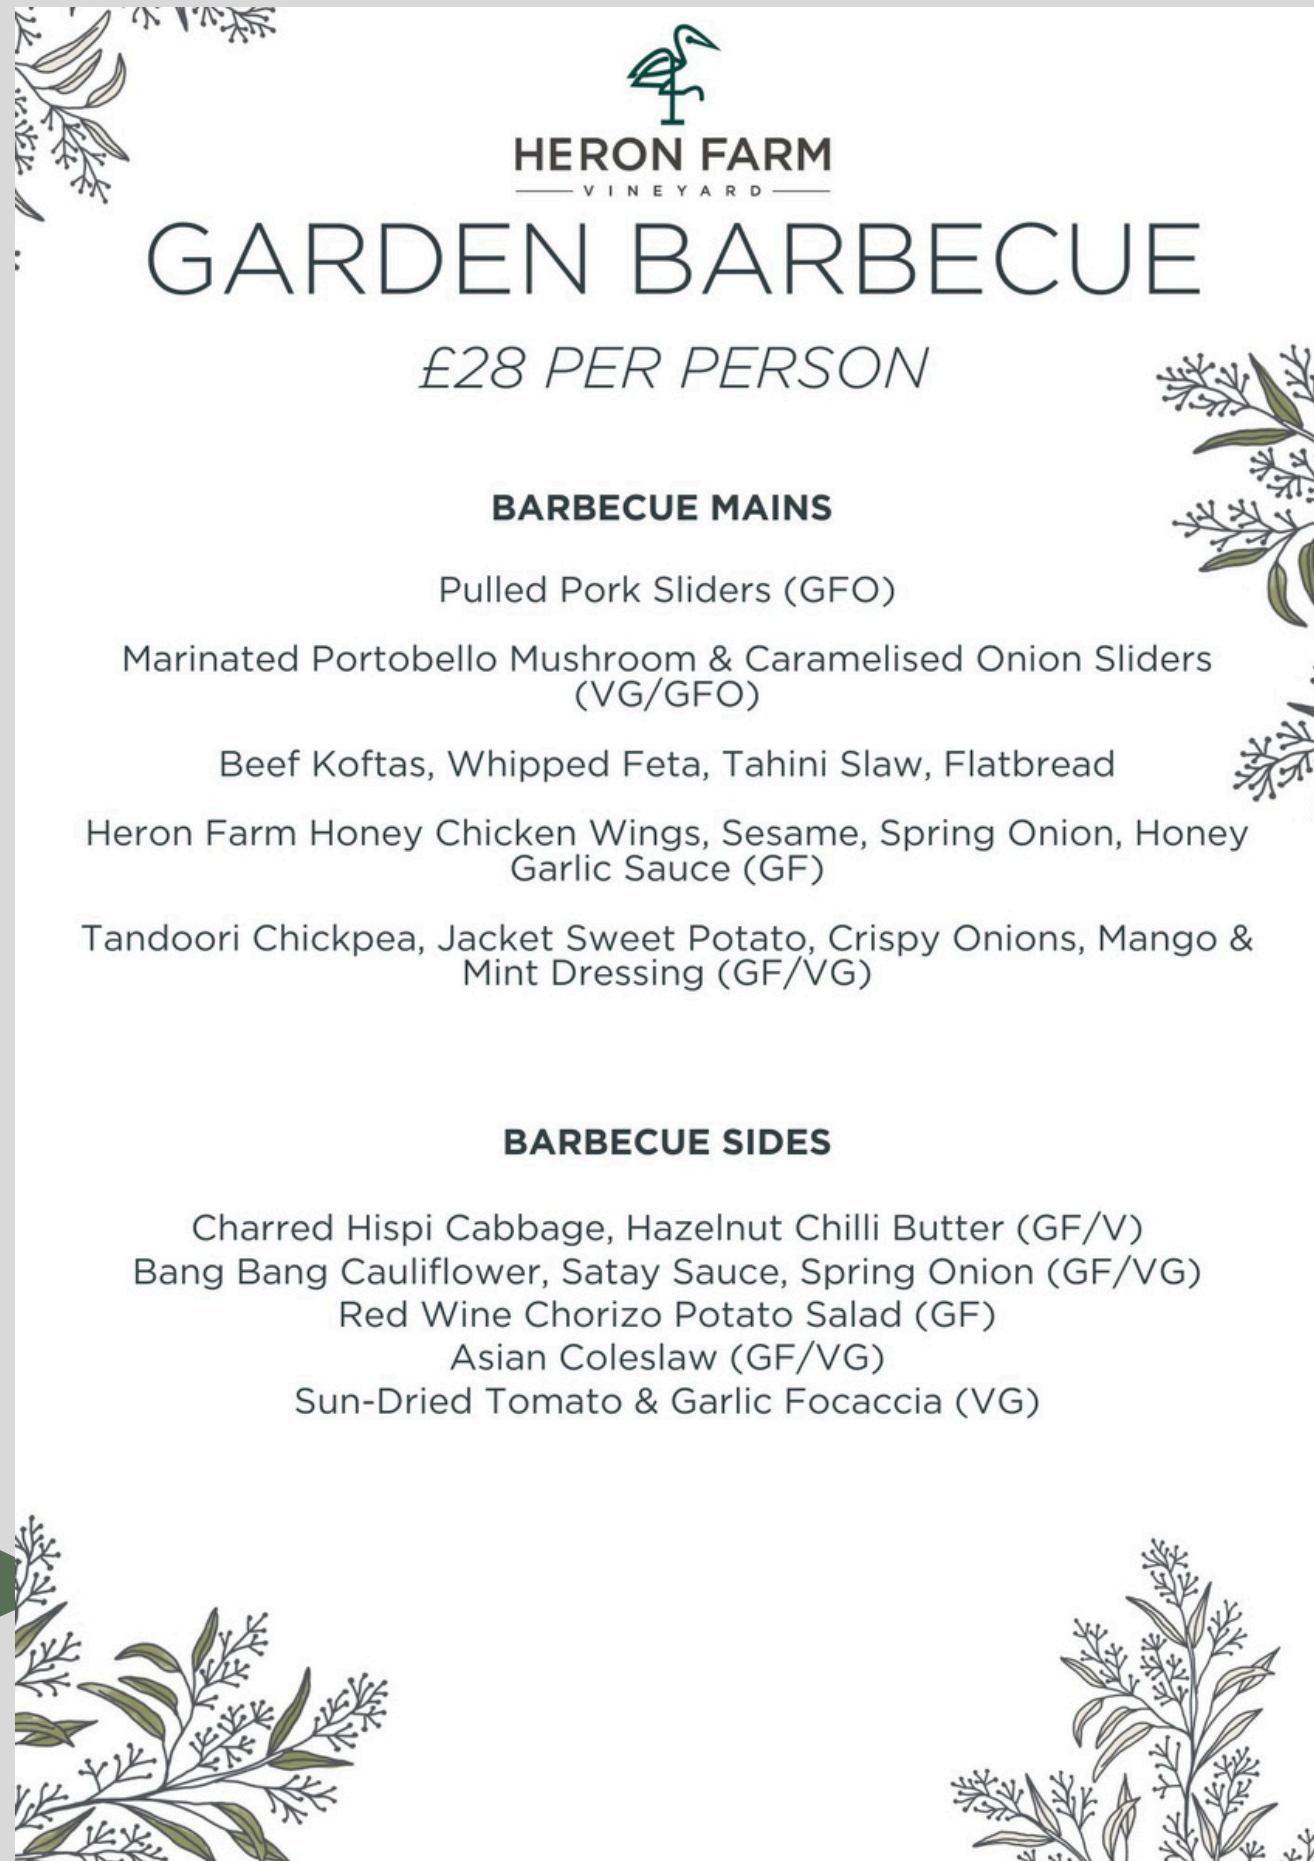 HERON FARM
VINEYARD
GARDEN BARBECUE
£28 PER PERSON
BARBECUE MAINS
Pulled Pork Sliders (GFO)
Marinated Portobello Mushroom & Caramelised Onion Sliders
(VG/GFO)
Beef Koftas, Whipped Feta, Tahini Slaw, Flatbread
Heron Farm Honey Chicken Wings, Sesame, Spring Onion, Honey
Garlic Sauce (GF)
Tandoori Chickpea, Jacket Sweet Potato, Crispy Onions, Mango &
Mint Dressing (GF/VG)
BARBECUE SIDES
Charred Hispi Cabbage, Hazelnut Chilli Butter (GF/V)
Bang Bang Cauliflower, Satay Sauce, Spring Onion (GF/VG)
Red Wine Chorizo Potato Salad (GF)
Asian Coleslaw (GF/VG)
Sun-Dried Tomato & Garlic Focaccia (VG)